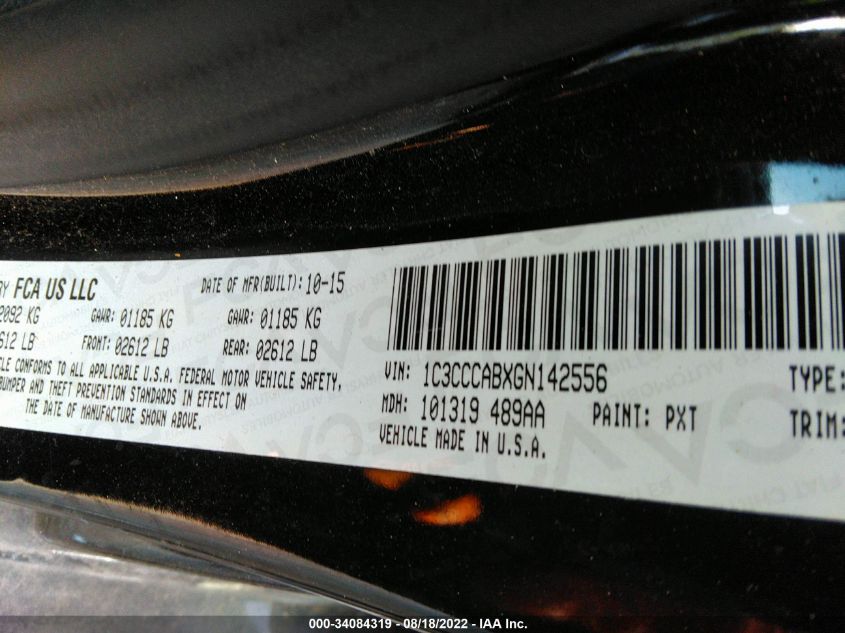 BY FCA US LLC DATE OF MFR(BUILT): 10-15
2092 KG GAWR: 01185 KG GAWR: 01185 KG
612 LB FRONT: 02612 LB REAR: 02612 LB
CLE CONFORMS TO ALL APPLICABLE U.S.A. FEDERAL MOTOR VEHICLE SAFETY,
BUMPER AND THEFT PREVENTION STANDARDS IN EFFECT ON
THE DATE OF MANUFACTURE SHOWN ABOVE.
VIN: 1C3CCCABXGN142556 TYPE:
MDH: 101319 489AA PAINT: PXT TRIM:
VEHICLE MADE IN U.S.A.
000-34084319 - 08/18/2022 - IAA Inc.